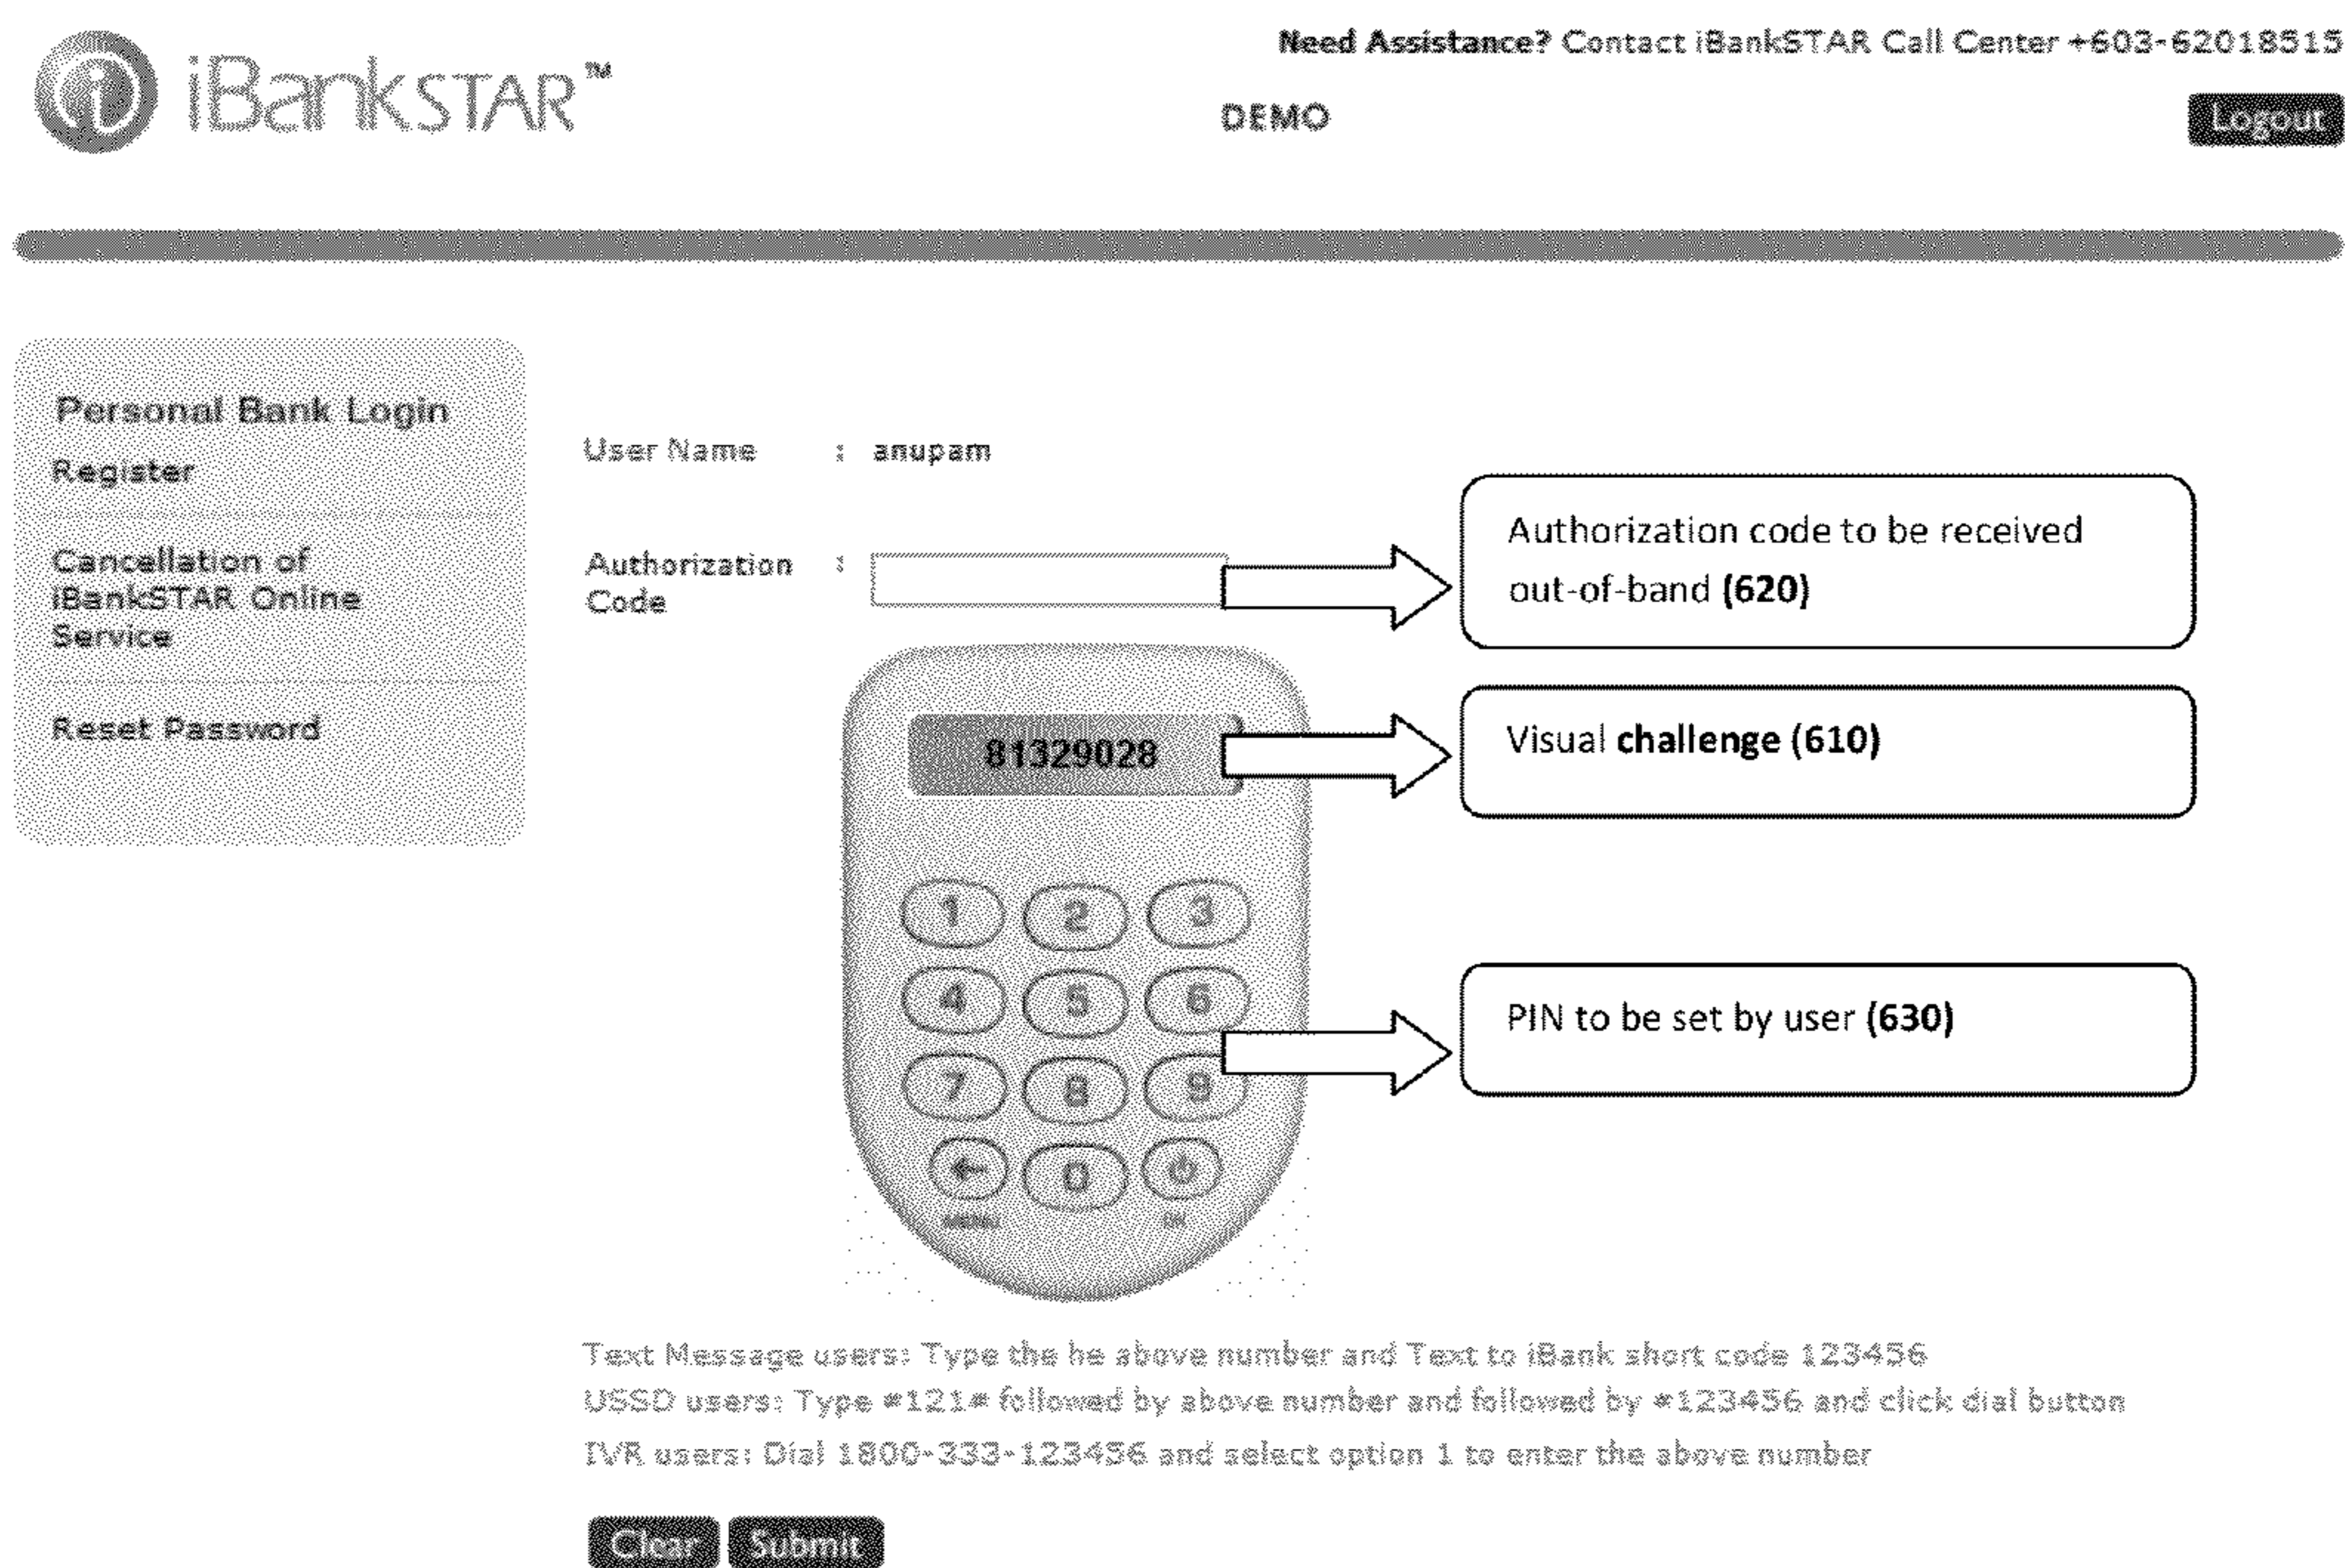 iBankSTAR™
Need Assistance? Contact iBankSTAR Call Center +603-62018515
DEMO
Logout
Personal Bank Login
Register
Cancellation of
iBankSTAR Online
Service
Reset Password
User Name : anupam
Authorization :
Code
Authorization code to be received
out-of-band (620)
81329028
Visual challenge (610)
1 2 3
4 5 6
7 8 9
0
MENU OK
PIN to be set by user (630)
Text Message users: Type the he above number and Text to iBank short code 123456
USSD users: Type *121# followed by above number and followed by *123456 and click dial button
IVR users: Dial 1800-333-123456 and select option 1 to enter the above number
Clear Submit